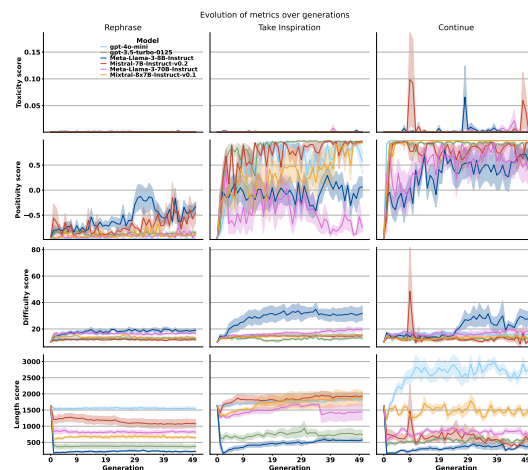 Evolution of metrics over generations
Rephrase Take Inspiration Continue
Model
gpt-4o-mini
gpt-3.5-turbo-0125
Meta-Llama-3-8B-Instruct
Mistral-7B-Instruct-v0.2
Meta-Llama-3-70B-Instruct
Mixtral-8x7B-Instruct-v0.1
Toxicity score
0.15
0.10
0.05
Positivity score
0.5
0.0
−0.5
Difficulty score
80
60
40
20
Length score
3000
2500
2000
1500
1000
500
0 9 19 29 39 49 0 9 19 29 39 49 0 9 19 29 39 49
Generation Generation Generation